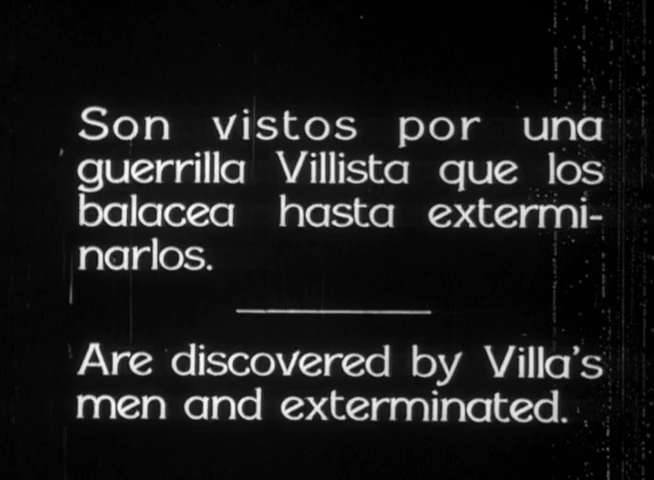 Son vistos por una
guerrilla Villista que los
balacea hasta extermi-
narlos.
Are discovered by Villa's
men and exterminated.